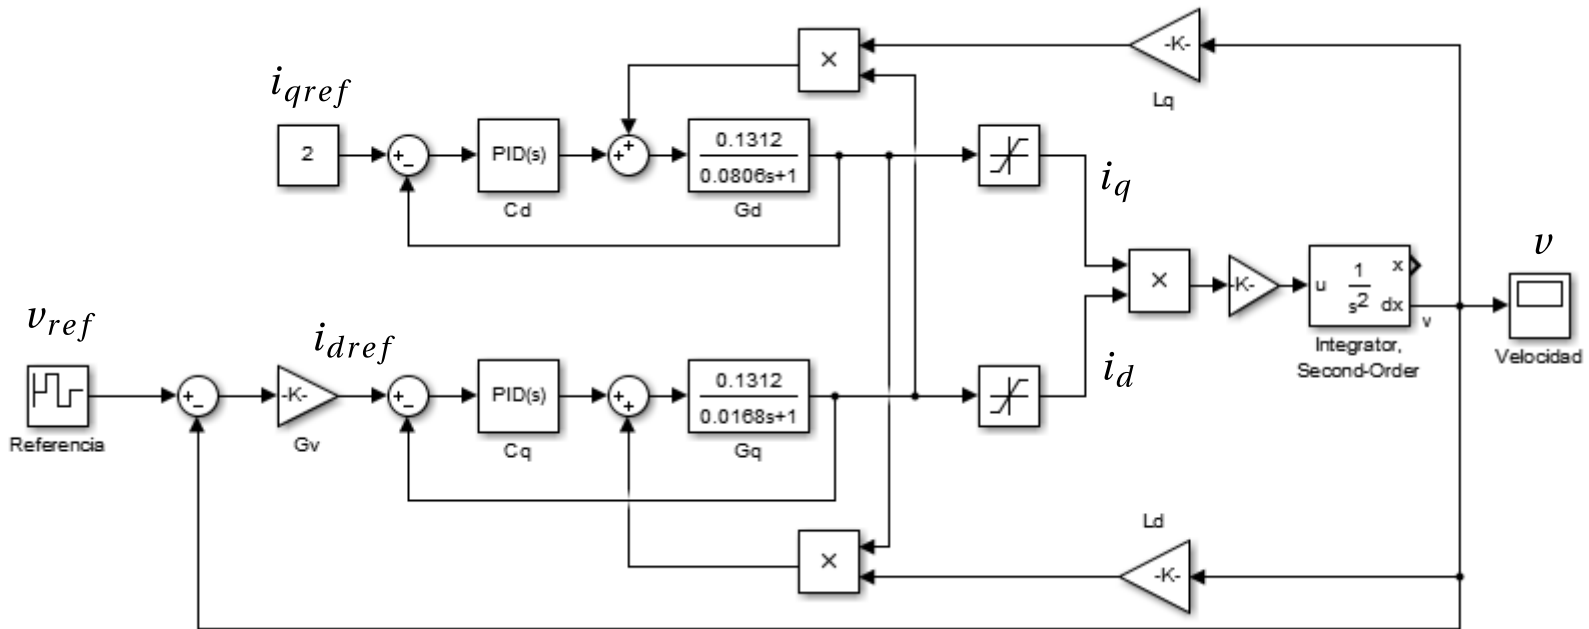 -K-
Lq
×
i_qref
2
+
−
PID(s)
Cd
+
+
0.1312
0.0806s+1
Gd
i_q
×
-K-
u
1
s²
x
dx
v
Integrator,
Second-Order
v
Velocidad
v_ref
Referencia
+
−
-K-
Gv
i_dref
+
−
PID(s)
Cq
+
+
0.1312
0.0168s+1
Gq
i_d
×
Ld
-K-